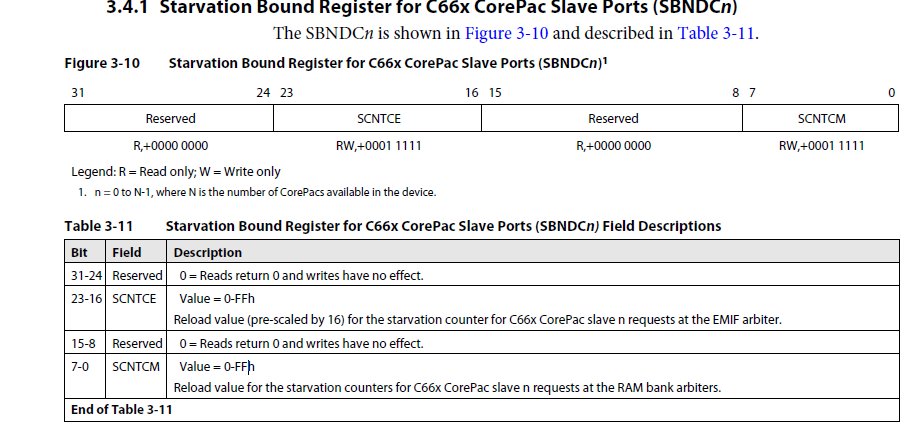 3.4.1 Starvation Bound Register for C66x CorePac Slave Ports (SBNDCn)
The SBNDCn is shown in Figure 3-10 and described in Table 3-11.
Figure 3-10 Starvation Bound Register for C66x CorePac Slave Ports (SBNDCn)1
31 24 23 16 15 8 7 0
Reserved SCNTCE Reserved SCNTCM
R,+0000 0000 RW,+0001 1111 R,+0000 0000 RW,+0001 1111
Legend: R = Read only; W = Write only
1. n = 0 to N-1, where N is the number of CorePacs available in the device.
Table 3-11 Starvation Bound Register for C66x CorePac Slave Ports (SBNDCn) Field Descriptions
Bit Field Description
31-24 Reserved 0 = Reads return 0 and writes have no effect.
23-16 SCNTCE Value = 0-FFh
Reload value (pre-scaled by 16) for the starvation counter for C66x CorePac slave n requests at the EMIF arbiter.
15-8 Reserved 0 = Reads return 0 and writes have no effect.
7-0 SCNTCM Value = 0-FFh
Reload value for the starvation counters for C66x CorePac slave n requests at the RAM bank arbiters.
End of Table 3-11